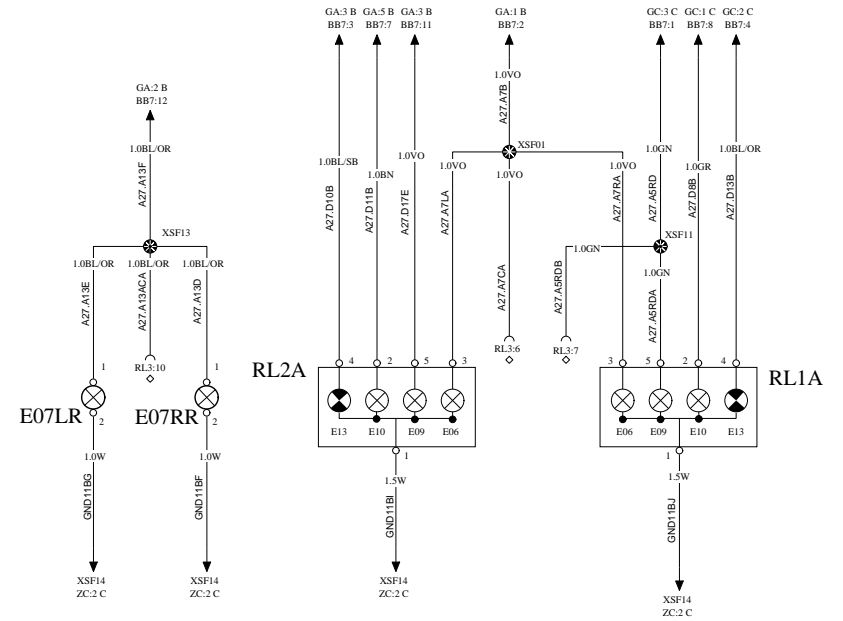 GA:3 B GA:5 B GA:3 B GA:1 B GC:3 C GC:1 C GC:2 C
BB7:3 BB7:7 BB7:11 BB7:2 BB7:1 BB7:8 BB7:4
GA:2 B
BB7:12
1.0VO
A27.A7B
XSF01
1.0BL/OR
A27.A13F
1.0BL/SB
A27.D10B
1.0BN
A27.D11B
1.0VO
A27.D17E
1.0VO
A27.A7LA
1.0VO
A27.A7CA
1.0VO
A27.A7RA
1.0GN
A27.A5RD
1.0GR
A27.D8B
1.0BL/OR
A27.D13B
XSF13
XSF11
1.0BL/OR 1.0BL/OR 1.0BL/OR
A27.A13E
A27.A13ACA
A27.A13D
1.0GN
A27.A5RDB
1.0GN
A27.A5RDA
RL3:10
RL3:6
RL3:7
1 1
E07LR
E07RR
2 2
RL2A
4 2 5 3
E13 E10 E09 E06
1
3 5 2 4
RL1A
E06 E09 E10 E13
1
1.0W
GND11BG
1.0W
GND11BF
1.5W
GND11BI
1.5W
GND11BJ
XSF14
ZC:2 C
XSF14
ZC:2 C
XSF14
ZC:2 C
XSF14
ZC:2 C